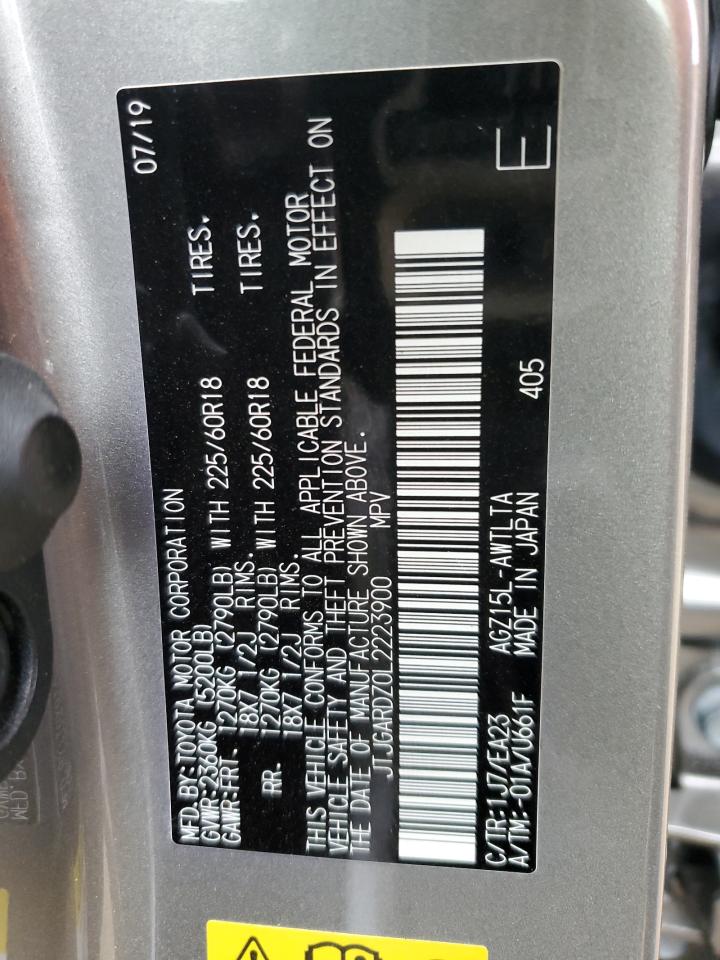 07/19
MFD. BY:TOYOTA MOTOR CORPORATION
GVWR:2360KG (5200LB)
GAWR:FRT. 1270KG (2790LB) WITH 225/60R18 TIRES.
18X7 1/2J RIMS.
RR. 1270KG (2790LB) WITH 225/60R18 TIRES.
18X7 1/2J RIMS.
THIS VEHICLE CONFORMS TO ALL APPLICABLE FEDERAL MOTOR
VEHICLE SAFETY AND THEFT PREVENTION STANDARDS IN EFFECT ON
THE DATE OF MANUFACTURE SHOWN ABOVE.
JTJGARDZ0L2223900 MPV
C/TR:1J7/EA23 AGZ15L-AWTLTA
A/TM:-01A/U661F MADE IN JAPAN 405
E